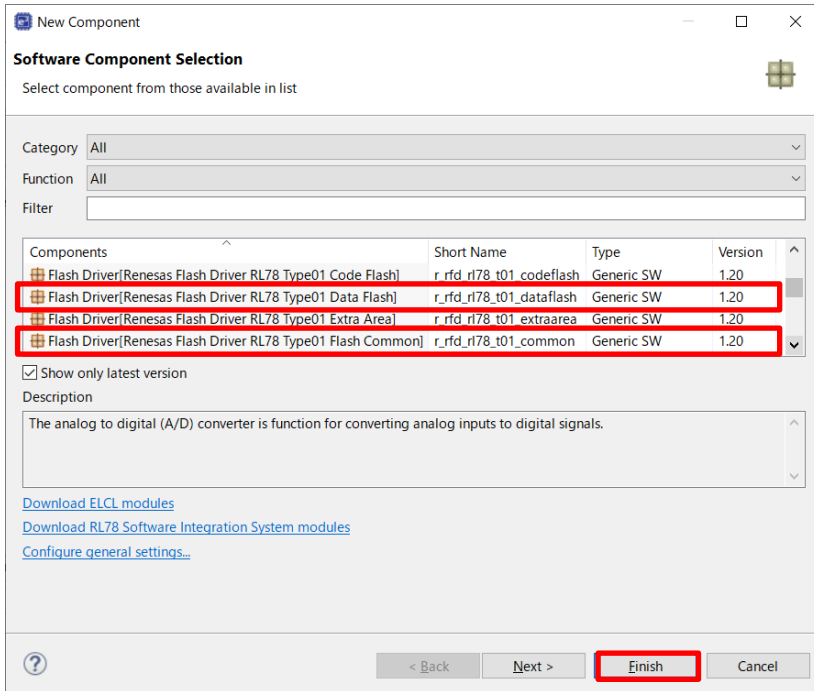 New Component
Software Component Selection
Select component from those available in list
Category All
Function All
Filter
Components Short Name Type Version
Flash Driver[Renesas Flash Driver RL78 Type01 Code Flash] r_rfd_rl78_t01_codeflash Generic SW 1.20
Flash Driver[Renesas Flash Driver RL78 Type01 Data Flash] r_rfd_rl78_t01_dataflash Generic SW 1.20
Flash Driver[Renesas Flash Driver RL78 Type01 Extra Area] r_rfd_rl78_t01_extraarea Generic SW 1.20
Flash Driver[Renesas Flash Driver RL78 Type01 Flash Common] r_rfd_rl78_t01_common Generic SW 1.20
Show only latest version
Description
The analog to digital (A/D) converter is function for converting analog inputs to digital signals.
Download ELCL modules
Download RL78 Software Integration System modules
Configure general settings...
? < Back Next > Finish Cancel